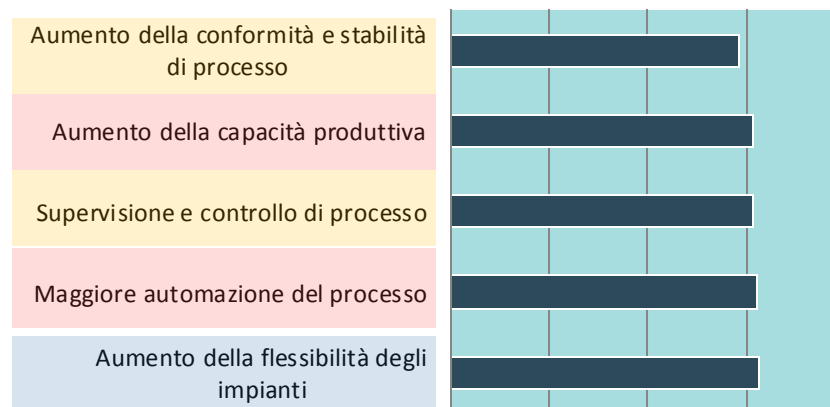 Aumento della conformità e stabilità
di processo
Aumento della capacità produttiva
Supervisione e controllo di processo
Maggiore automazione del processo
Aumento della flessibilità degli
impianti